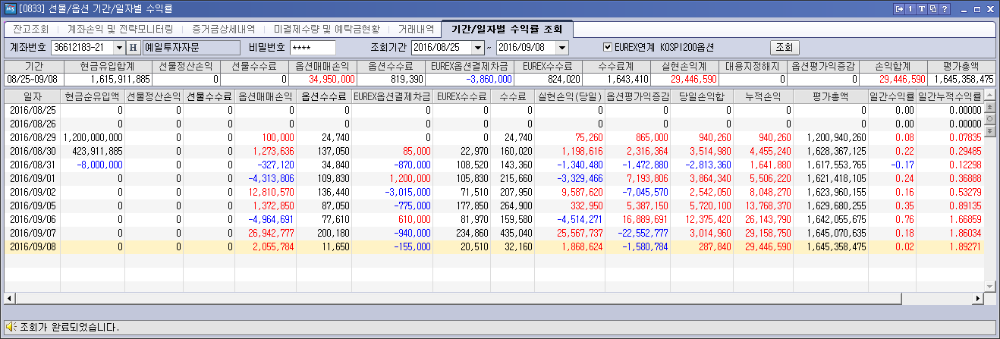 [0833] 선물/옵션 기간/일자별 수익률 1 T ?
잔고조회 계좌손익 및 전략모니터링 증거금상세내역 미결제수량 및 예탁금현황 거래내역 기간/일자별 수익률 조회
계좌번호 36612183-21 H 예일투자자문 비밀번호 **** 조회기간 2016/08/25 ~ 2016/09/08 EUREX연계 KOSPI200옵션 조회
기간 현금유입합계 선물정산손익 선물수수료 옵션매매손익 옵션수수료 EUREX옵션결제차금 EUREX수수료 수수료계 실현손익계 대용지정해지 옵션평가익증감 손익합계 평가총액
08/25~09/08 1,615,911,885 0 0 34,950,000 819,390 -3,860,000 824,020 1,643,410 29,446,590 0 0 29,446,590 1,645,358,475
일자 현금순유입액 선물정산손익 선물수수료 옵션매매손익 옵션수수료 EUREX옵션결제차금 EUREX수수료 수수료 실현손익(당일) 옵션평가익증감 당일손익합 누적손익 평가총액 일간수익률 일간누적수익률
2016/08/25 0 0 0 0 0 0 0 0 0 0 0 0 0 0.00 0.00000
2016/08/26 0 0 0 0 0 0 0 0 0 0 0 0 0 0.00 0.00000
2016/08/29 1,200,000,000 0 0 100,000 24,740 0 0 24,740 75,260 865,000 940,260 940,260 1,200,940,260 0.08 0.07835
2016/08/30 423,911,885 0 0 1,273,636 137,050 85,000 22,970 160,020 1,198,616 2,316,364 3,514,980 4,455,240 1,628,367,125 0.22 0.29485
2016/08/31 -8,000,000 0 0 -327,120 34,840 -870,000 108,520 143,360 -1,340,480 -1,472,880 -2,813,360 1,641,880 1,617,553,765 -0.17 0.12298
2016/09/01 0 0 0 -4,313,806 109,830 1,200,000 105,830 215,660 -3,329,466 7,193,806 3,864,340 5,506,220 1,621,418,105 0.24 0.36888
2016/09/02 0 0 0 12,810,570 136,440 -3,015,000 71,510 207,950 9,587,620 -7,045,570 2,542,050 8,048,270 1,623,960,155 0.16 0.53279
2016/09/05 0 0 0 1,372,850 87,050 -775,000 177,850 264,900 332,950 5,387,150 5,720,100 13,768,370 1,629,680,255 0.35 0.89135
2016/09/06 0 0 0 -4,964,691 77,610 610,000 81,970 159,580 -4,514,271 16,889,691 12,375,420 26,143,790 1,642,055,675 0.76 1.66859
2016/09/07 0 0 0 26,942,777 200,180 -940,000 234,860 435,040 25,567,737 -22,552,777 3,014,960 29,158,750 1,645,070,635 0.18 1.86034
2016/09/08 0 0 0 2,055,784 11,650 -155,000 20,510 32,160 1,868,624 -1,580,784 287,840 29,446,590 1,645,358,475 0.02 1.89271
조회가 완료되었습니다.